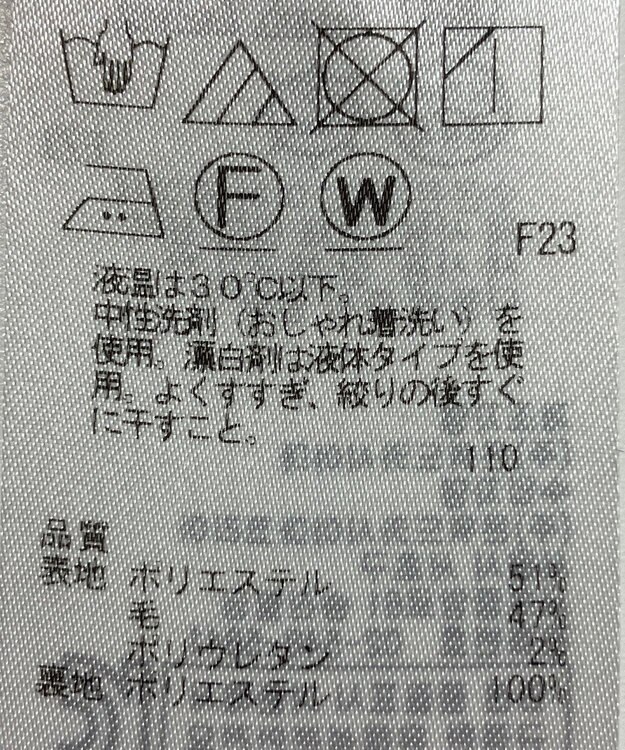 F W
F23
液温は30℃以下。
中性洗剤（おしゃれ着洗い）を
使用。漂白剤は液体タイプを使
用。よくすすぎ、絞りの後すぐ
に干すこと。
110
品質
表地 ポリエステル 51%
毛 47%
ポリウレタン 2%
裏地 ポリエステル 100%